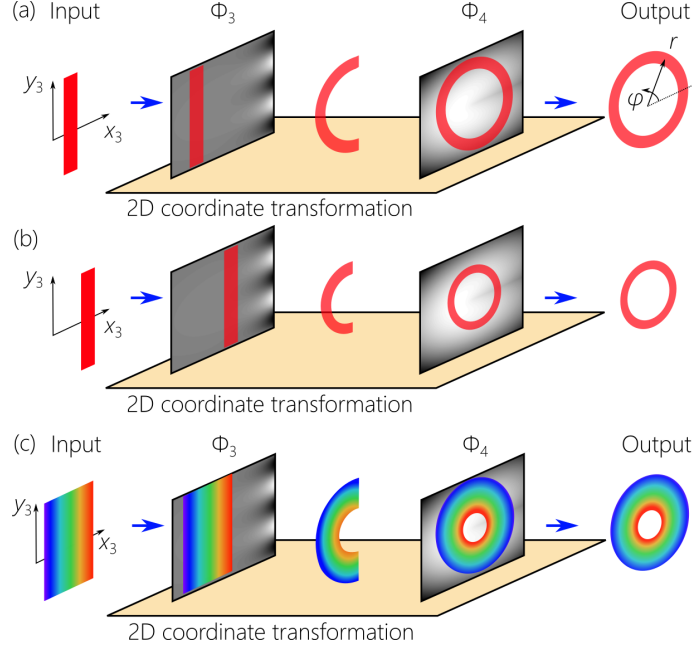 (a) Input Φ₃ Φ₄ Output
y₃ x₃ r φ
2D coordinate transformation
(b)
y₃ x₃
2D coordinate transformation
(c) Input Φ₃ Φ₄ Output
y₃ x₃
2D coordinate transformation